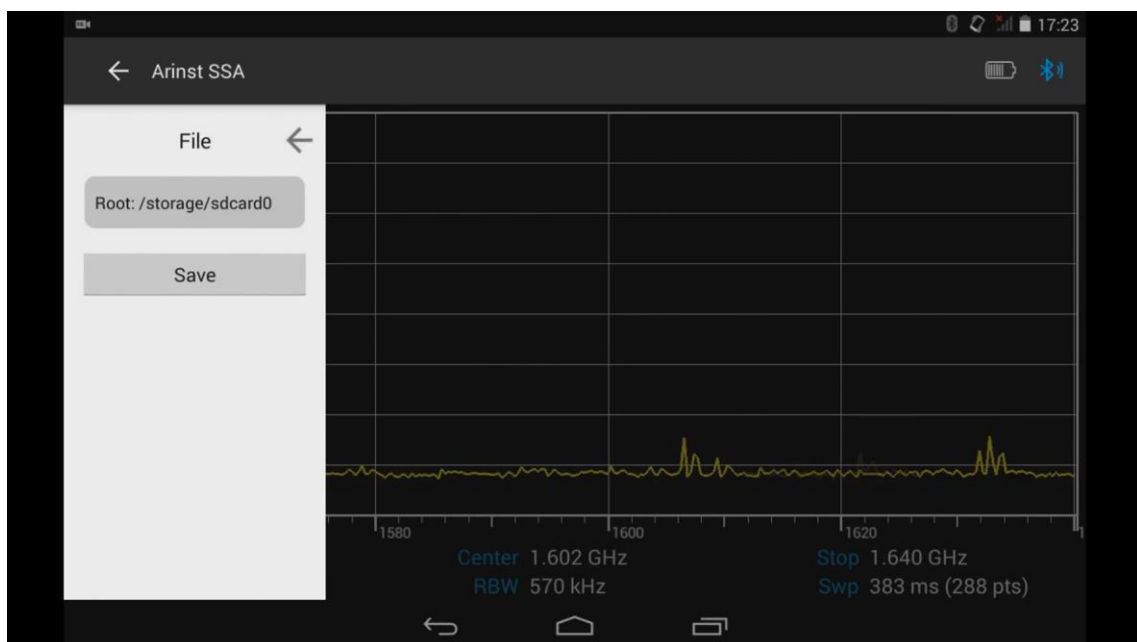 17:23
Arinst SSA
File
Root: /storage/sdcard0
Save
1580 1600 1620
Center 1.602 GHz Stop 1.640 GHz
RBW 570 kHz Swp 383 ms (288 pts)